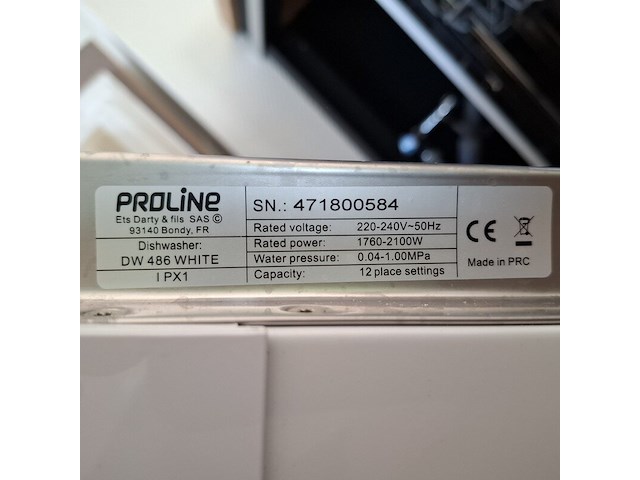 PROLINE
Ets Darty & fils SAS ©
93140 Bondy, FR
Dishwasher:
DW 486 WHITE
I PX1
SN.: 471800584
Rated voltage: 220-240V~50Hz
Rated power: 1760-2100W
Water pressure: 0.04-1.00MPa
Capacity: 12 place settings
CE
Made in PRC